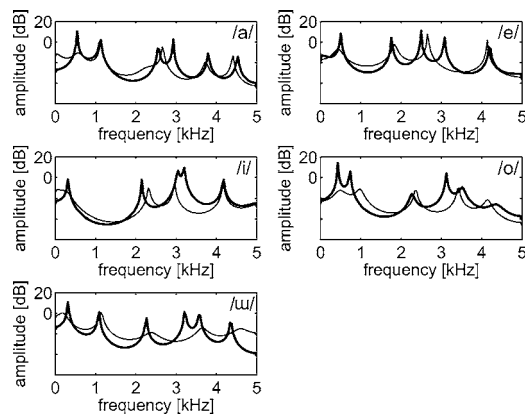 amplitude [dB]
20
0
/a/
0 1 2 3 4 5
frequency [kHz]
amplitude [dB]
20
0
/e/
0 1 2 3 4 5
frequency [kHz]
amplitude [dB]
20
0
/i/
0 1 2 3 4 5
frequency [kHz]
amplitude [dB]
20
0
/o/
0 1 2 3 4 5
frequency [kHz]
amplitude [dB]
20
0
/ɯ/
0 1 2 3 4 5
frequency [kHz]